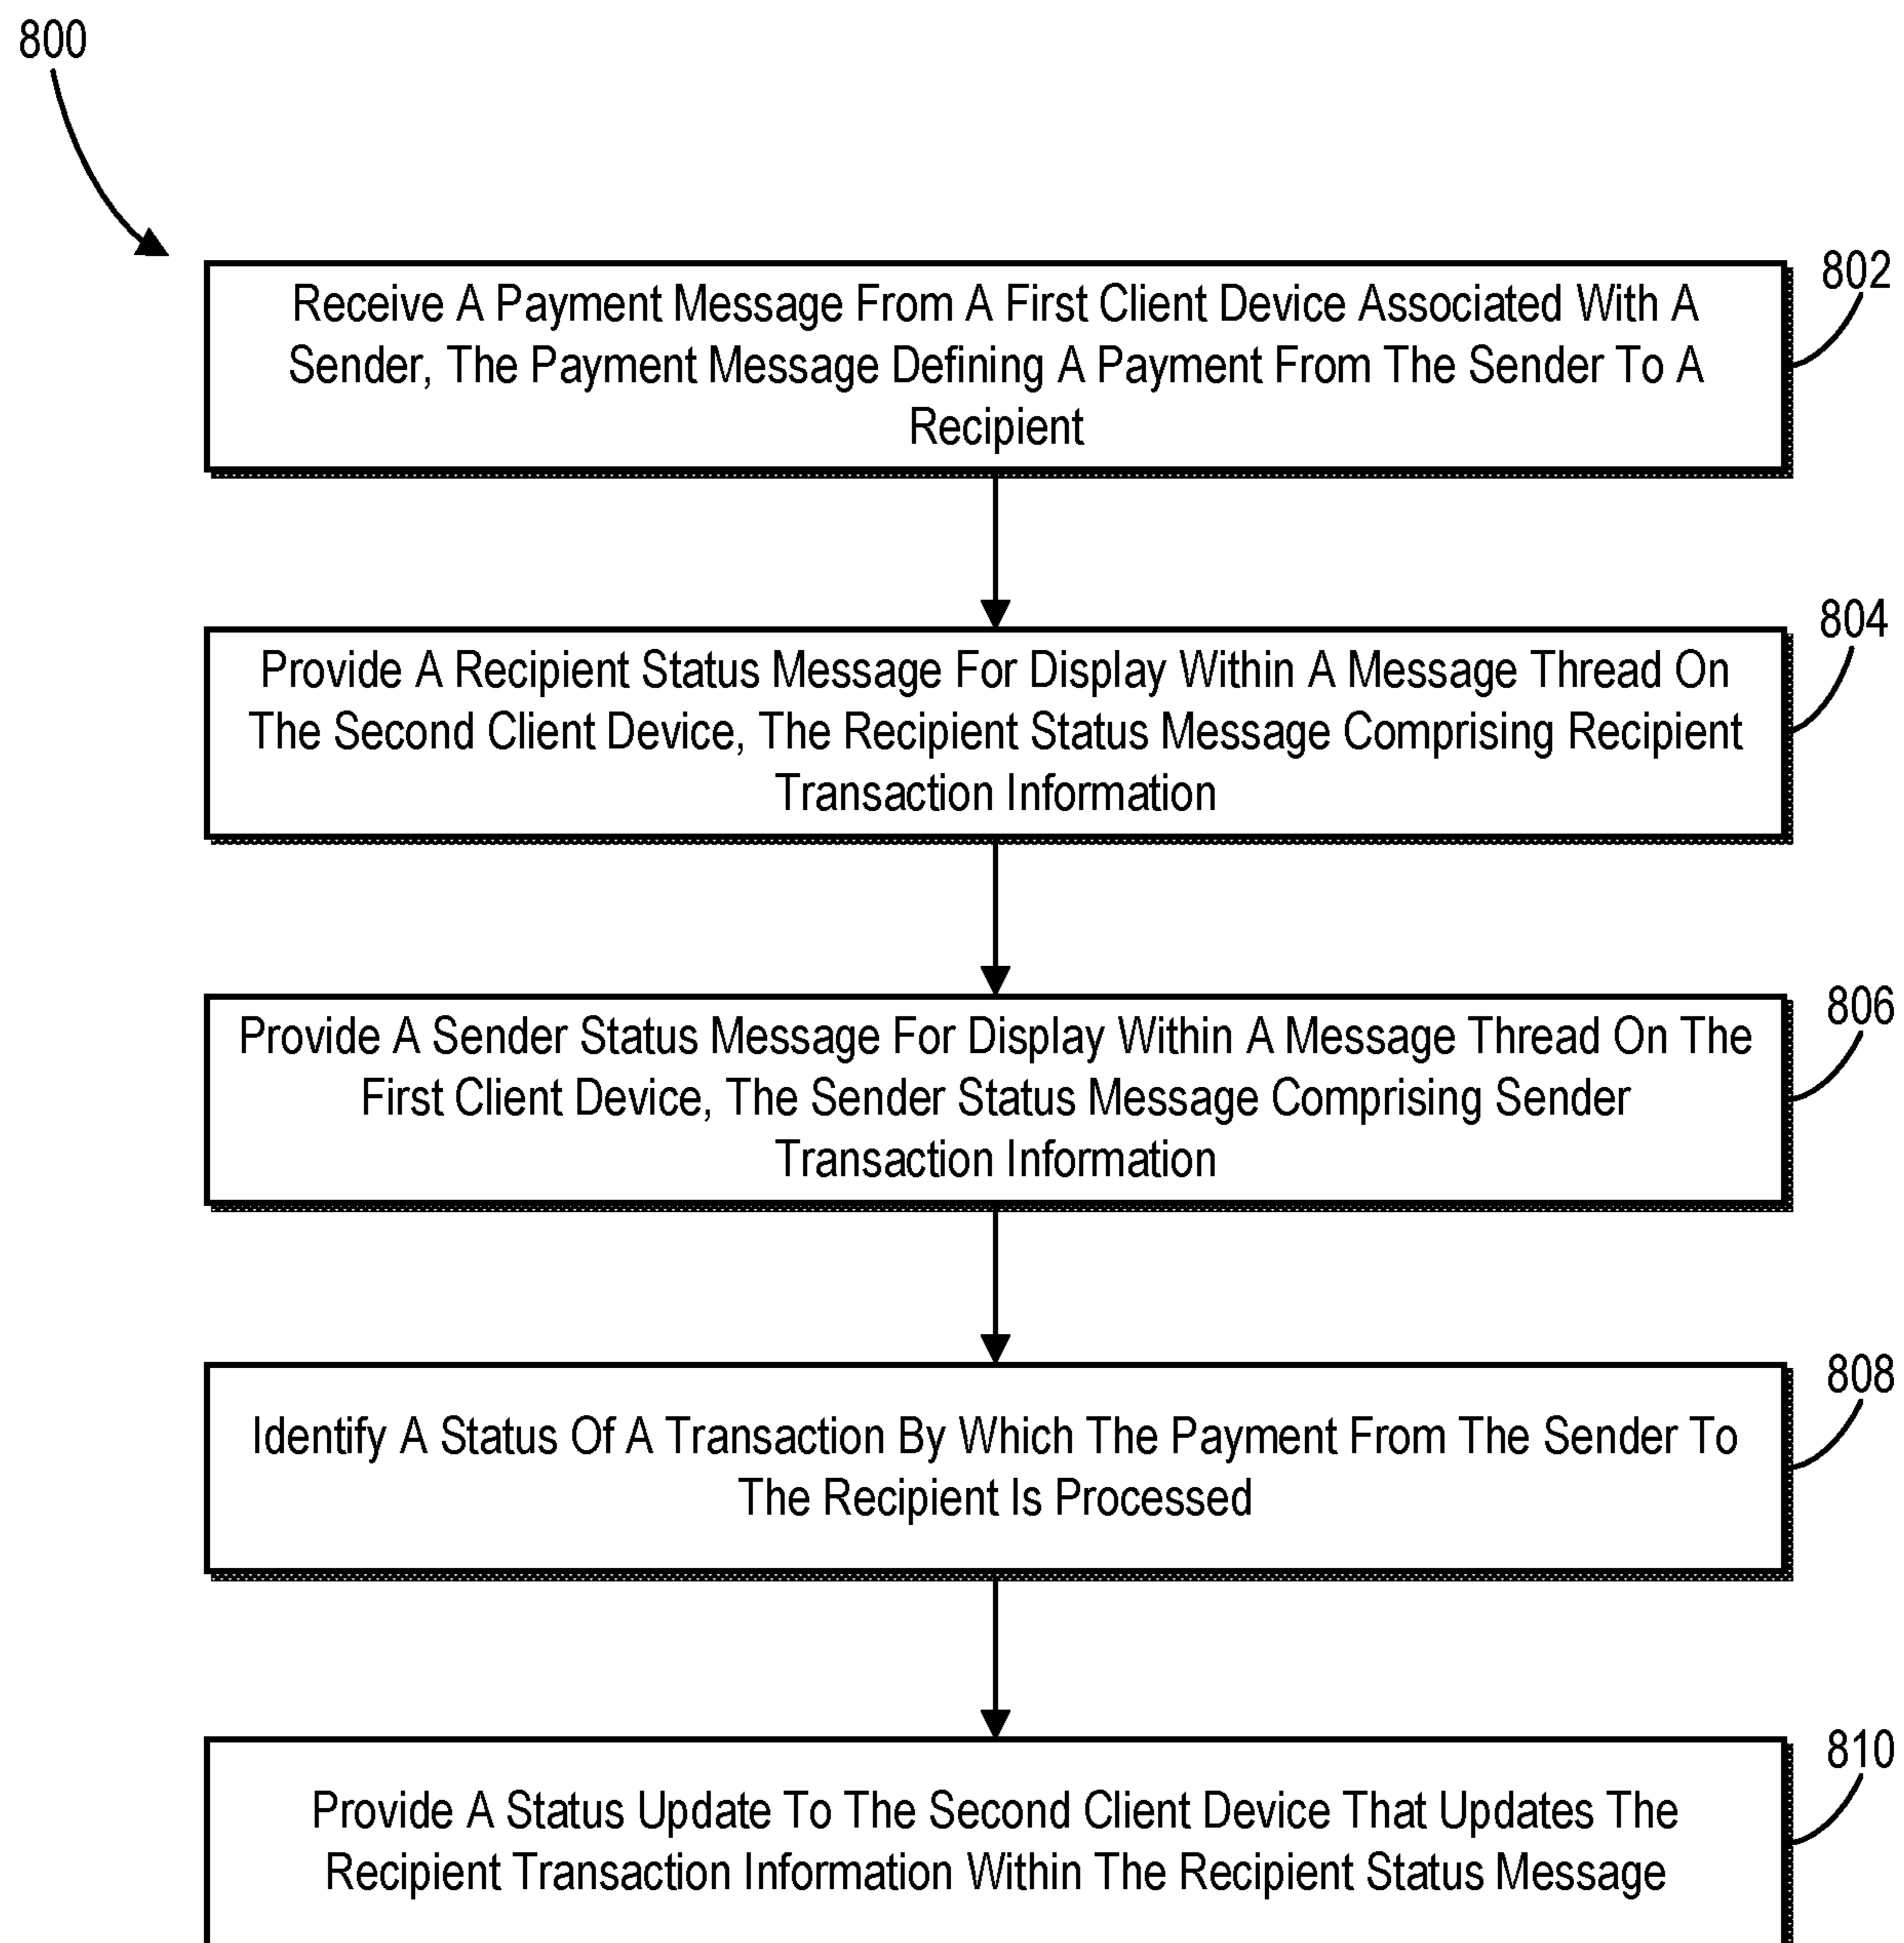 800
802
Receive A Payment Message From A First Client Device Associated With A
Sender, The Payment Message Defining A Payment From The Sender To A
Recipient
804
Provide A Recipient Status Message For Display Within A Message Thread On
The Second Client Device, The Recipient Status Message Comprising Recipient
Transaction Information
806
Provide A Sender Status Message For Display Within A Message Thread On The
First Client Device, The Sender Status Message Comprising Sender
Transaction Information
808
Identify A Status Of A Transaction By Which The Payment From The Sender To
The Recipient Is Processed
810
Provide A Status Update To The Second Client Device That Updates The
Recipient Transaction Information Within The Recipient Status Message